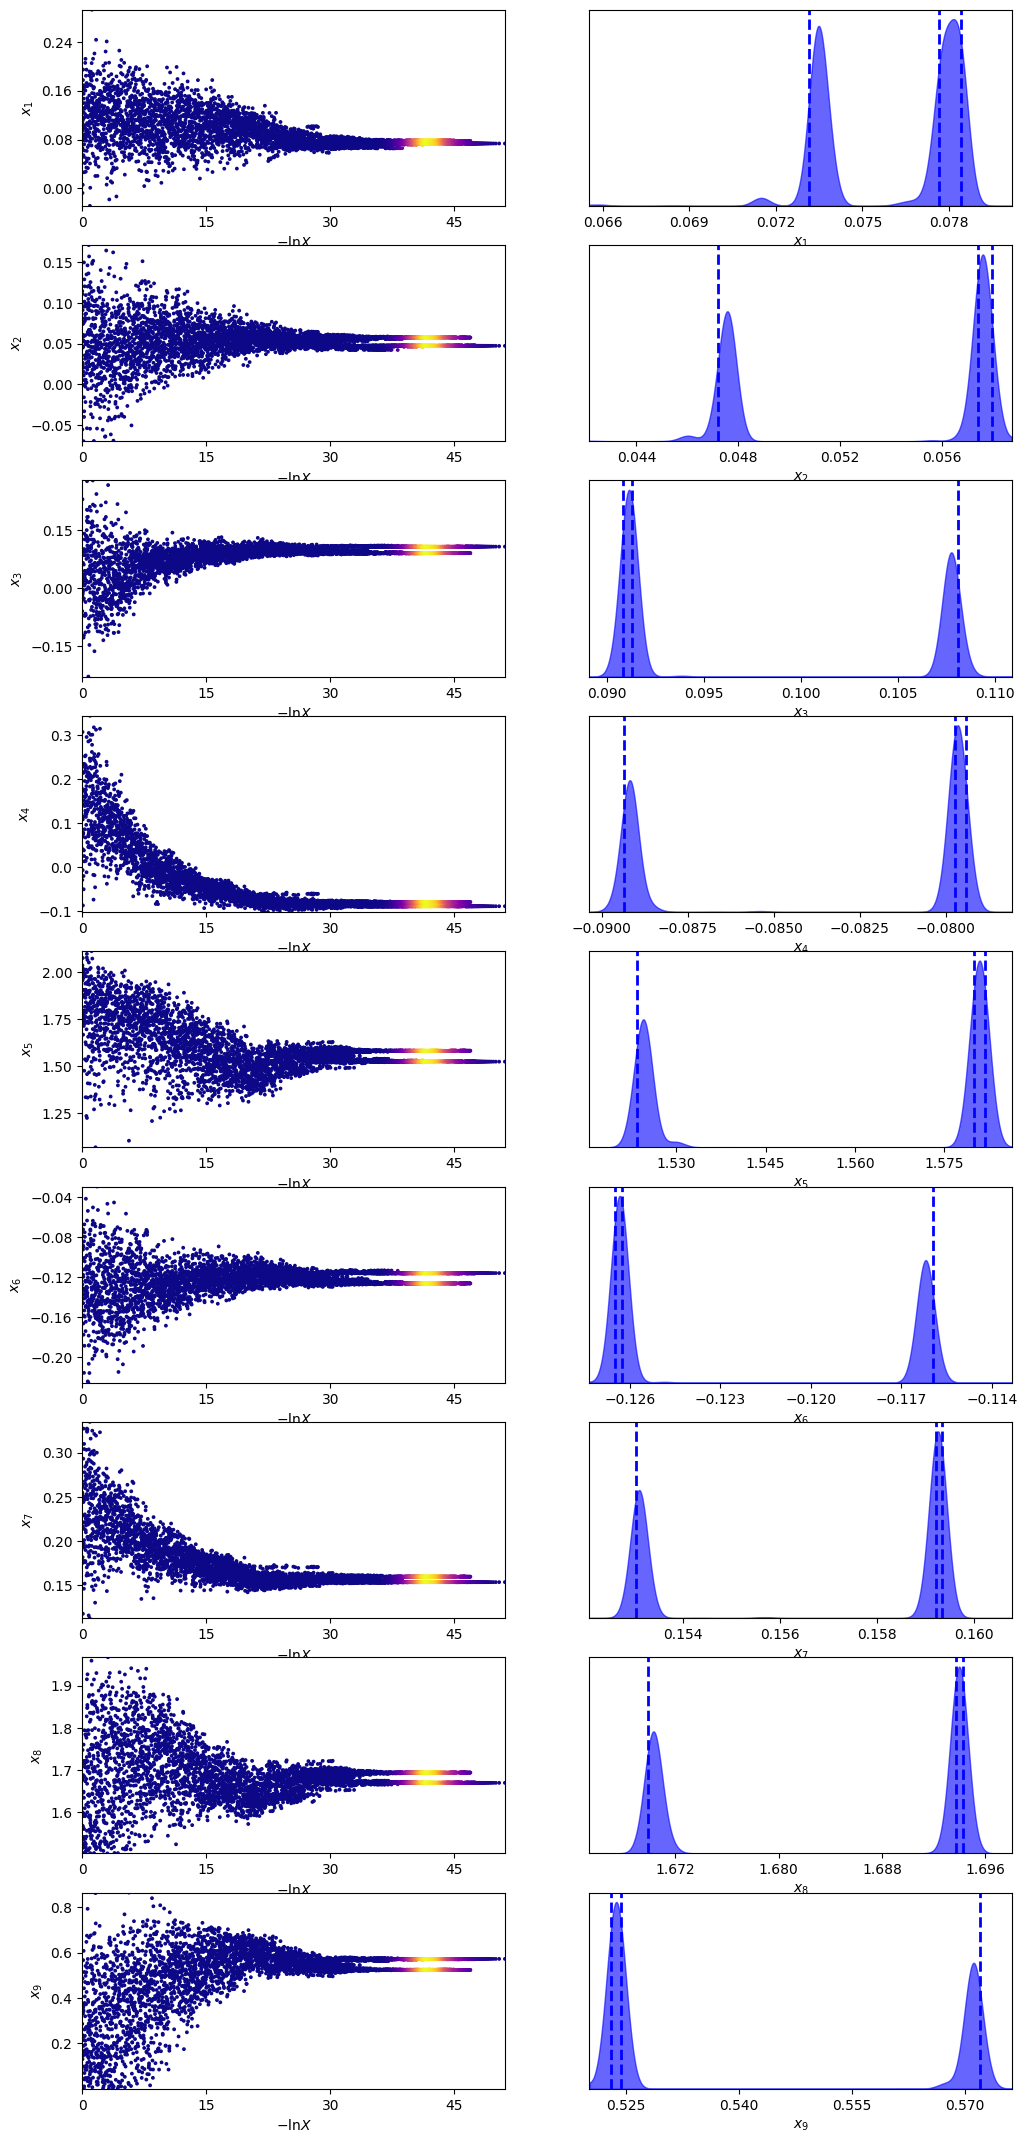 0.24
0.16
0.08
0.00
x₁
0 15 30 45
−lnX
0.066 0.069 0.072 0.075 0.078
x₁
0.15
0.10
0.05
0.00
−0.05
x₂
0 15 30 45
−lnX
0.044 0.048 0.052 0.056
x₂
0.15
0.00
−0.15
x₃
0 15 30 45
−lnX
0.090 0.095 0.100 0.105 0.110
x₃
0.3
0.2
0.1
0.0
−0.1
x₄
0 15 30 45
−lnX
−0.0900 −0.0875 −0.0850 −0.0825 −0.0800
x₄
2.00
1.75
1.50
1.25
x₅
0 15 30 45
−lnX
1.530 1.545 1.560 1.575
x₅
−0.04
−0.08
−0.12
−0.16
−0.20
x₆
0 15 30 45
−lnX
−0.126 −0.123 −0.120 −0.117 −0.114
x₆
0.30
0.25
0.20
0.15
x₇
0 15 30 45
−lnX
0.154 0.156 0.158 0.160
x₇
1.9
1.8
1.7
1.6
x₈
0 15 30 45
−lnX
1.672 1.680 1.688 1.696
x₈
0.8
0.6
0.4
0.2
x₉
0 15 30 45
−lnX
0.525 0.540 0.555 0.570
x₉